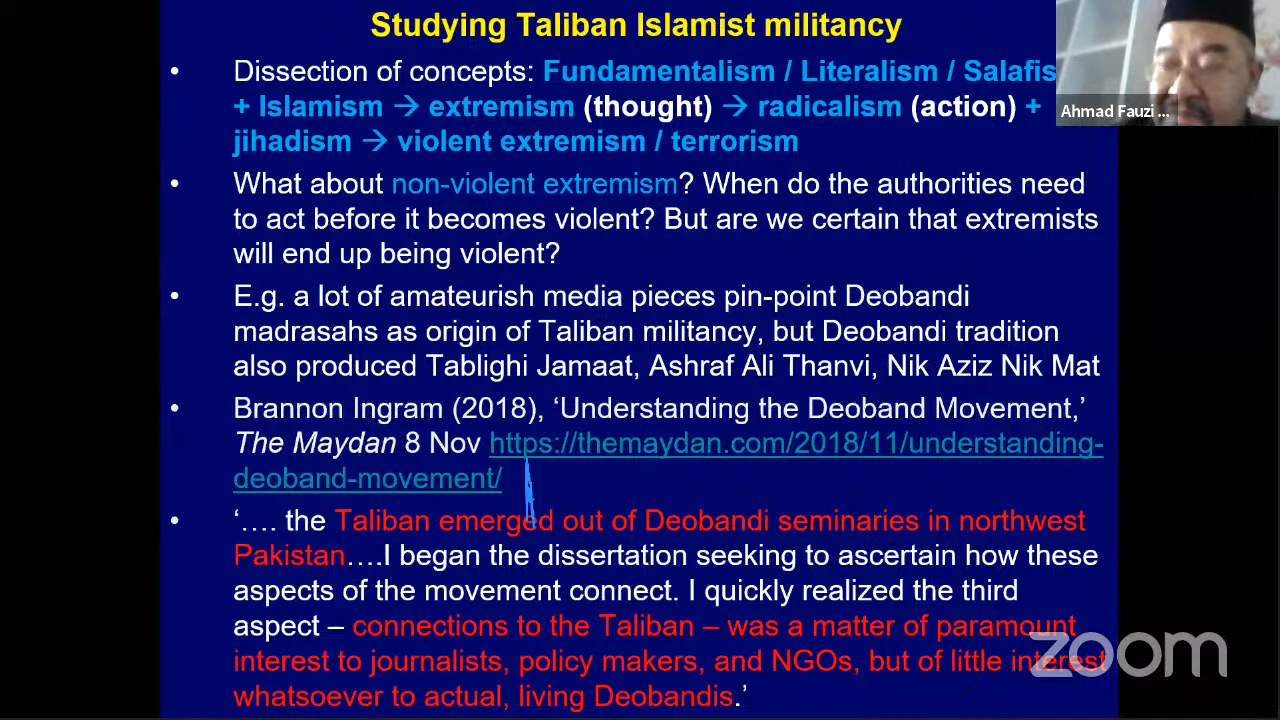 Studying Taliban Islamist militancy
• Dissection of concepts: Fundamentalism / Literalism / Salafis
+ Islamism → extremism (thought) → radicalism (action) +
jihadism → violent extremism / terrorism
Ahmad Fauzi ...
• What about non-violent extremism? When do the authorities need
to act before it becomes violent? But are we certain that extremists
will end up being violent?
• E.g. a lot of amateurish media pieces pin-point Deobandi
madrasahs as origin of Taliban militancy, but Deobandi tradition
also produced Tablighi Jamaat, Ashraf Ali Thanvi, Nik Aziz Nik Mat
• Brannon Ingram (2018), ‘Understanding the Deoband Movement,’
The Maydan 8 Nov https://themaydan.com/2018/11/understanding-
deoband-movement/
• ‘…. the Taliban emerged out of Deobandi seminaries in northwest
Pakistan….I began the dissertation seeking to ascertain how these
aspects of the movement connect. I quickly realized the third
aspect – connections to the Taliban – was a matter of paramount
interest to journalists, policy makers, and NGOs, but of little interest
whatsoever to actual, living Deobandis.’
zoom